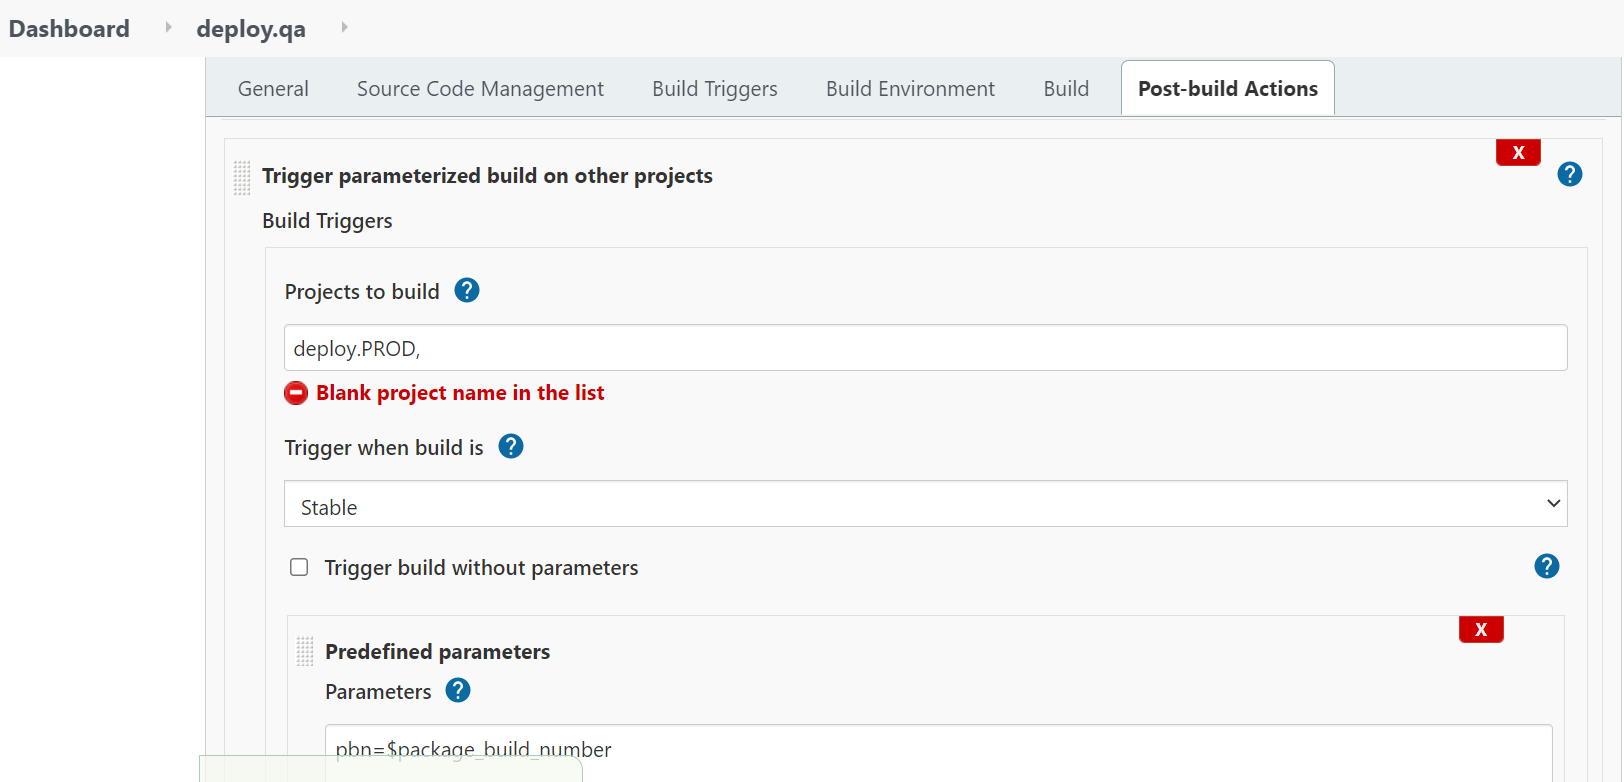 Dashboard deploy.qa
General Source Code Management Build Triggers Build Environment Build Post-build Actions
X
Trigger parameterized build on other projects ?
Build Triggers
Projects to build ?
deploy.PROD,
Blank project name in the list
Trigger when build is ?
Stable
Trigger build without parameters ?
X
Predefined parameters
Parameters ?
pbn=$package_build_number